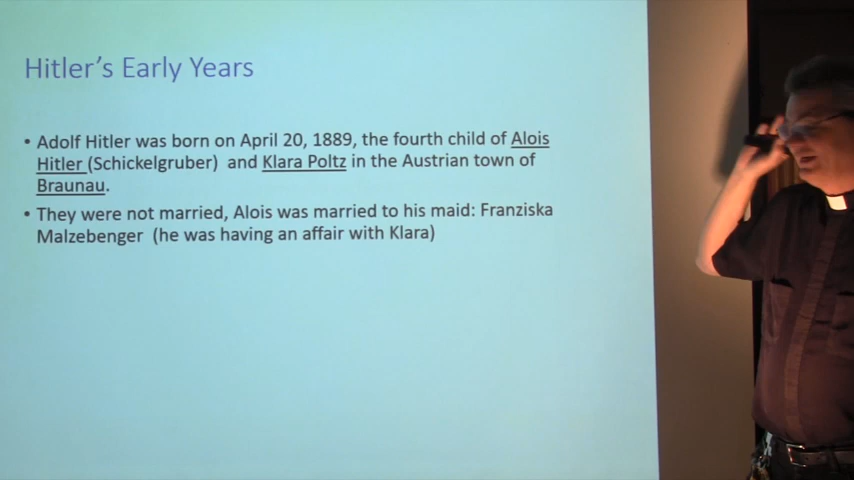 Hitler's Early Years
• Adolf Hitler was born on April 20, 1889, the fourth child of Alois
Hitler (Schickelgruber) and Klara Poltz in the Austrian town of
Braunau.
• They were not married, Alois was married to his maid: Franziska
Malzebenger (he was having an affair with Klara)